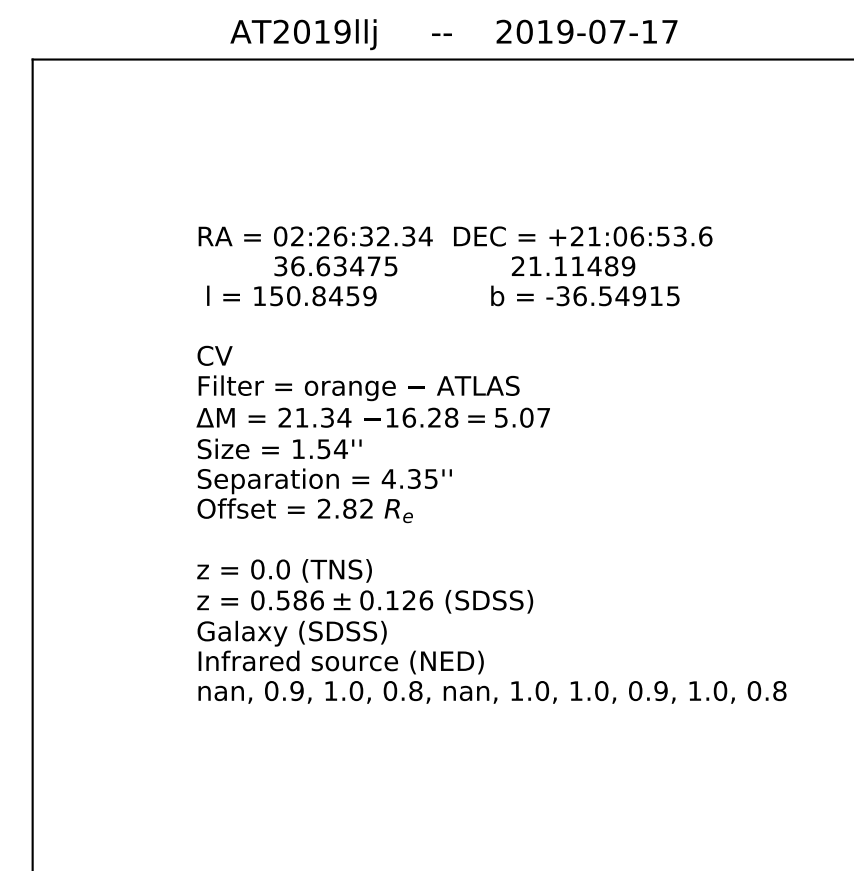 AT2019llj -- 2019-07-17
RA = 02:26:32.34 DEC = +21:06:53.6
36.63475 21.11489
l = 150.8459 b = -36.54915
CV
Filter = orange − ATLAS
ΔM = 21.34 −16.28 = 5.07
Size = 1.54''
Separation = 4.35''
Offset = 2.82 Rₑ
z = 0.0 (TNS)
z = 0.586 ± 0.126 (SDSS)
Galaxy (SDSS)
Infrared source (NED)
nan, 0.9, 1.0, 0.8, nan, 1.0, 1.0, 0.9, 1.0, 0.8